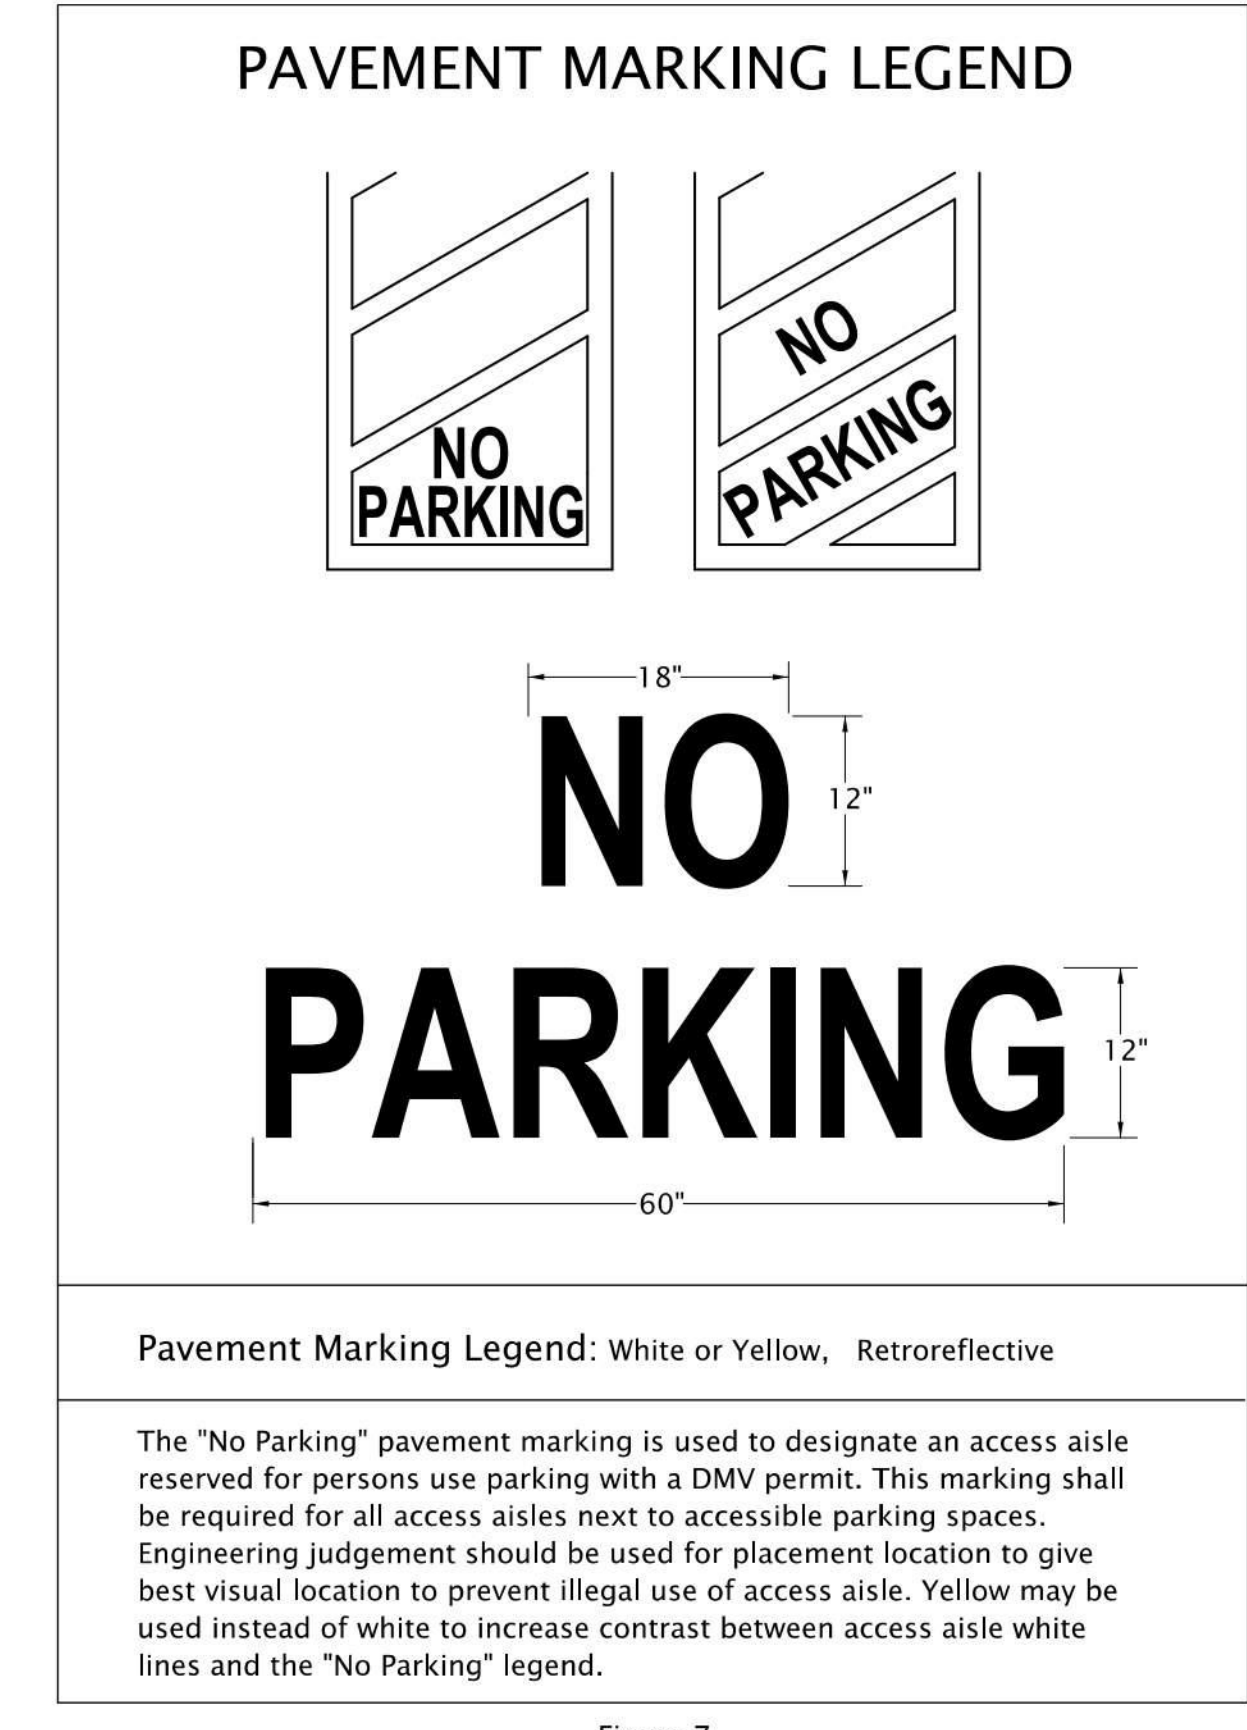 PAVEMENT MARKING LEGEND
NO
PARKING
NO
PARKING
18"
NO
12"
PARKING
12"
60"
Pavement Marking Legend: White or Yellow, Retroreflective
The "No Parking" pavement marking is used to designate an access aisle
reserved for persons use parking with a DMV permit. This marking shall
be required for all access aisles next to accessible parking spaces.
Engineering judgement should be used for placement location to give
best visual location to prevent illegal use of access aisle. Yellow may be
used instead of white to increase contrast between access aisle white
lines and the "No Parking" legend.